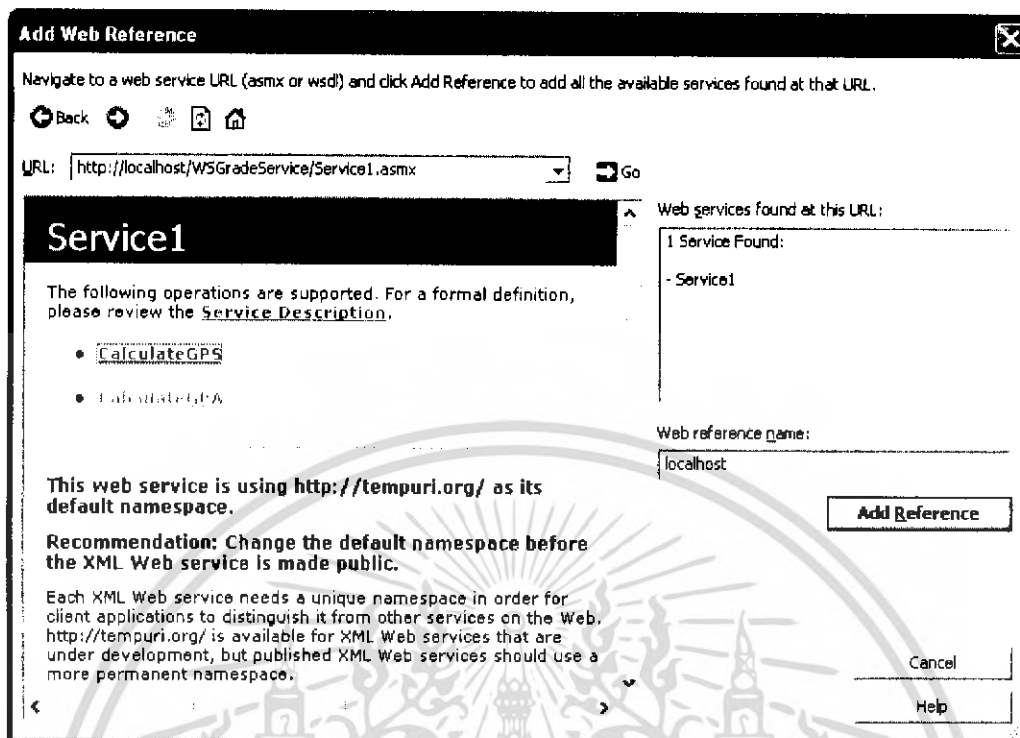 Add Web Reference
Navigate to a web service URL (asmx or wsdl) and click Add Reference to add all the available services found at that URL.
Back
URL: http://localhost/WSGradeService/Service1.asmx Go
Service1
The following operations are supported. For a formal definition,
please review the Service Description.
• CalculateGPS
• CalculateGPA
This web service is using http://tempuri.org/ as its
default namespace.
Recommendation: Change the default namespace before
the XML Web service is made public.
Each XML Web service needs a unique namespace in order for
client applications to distinguish it from other services on the Web.
http://tempuri.org/ is available for XML Web services that are
under development, but published XML Web services should use a
more permanent namespace.
Web services found at this URL:
1 Service Found:
- Service1
Web reference name:
localhost
Add Reference
Cancel
Help